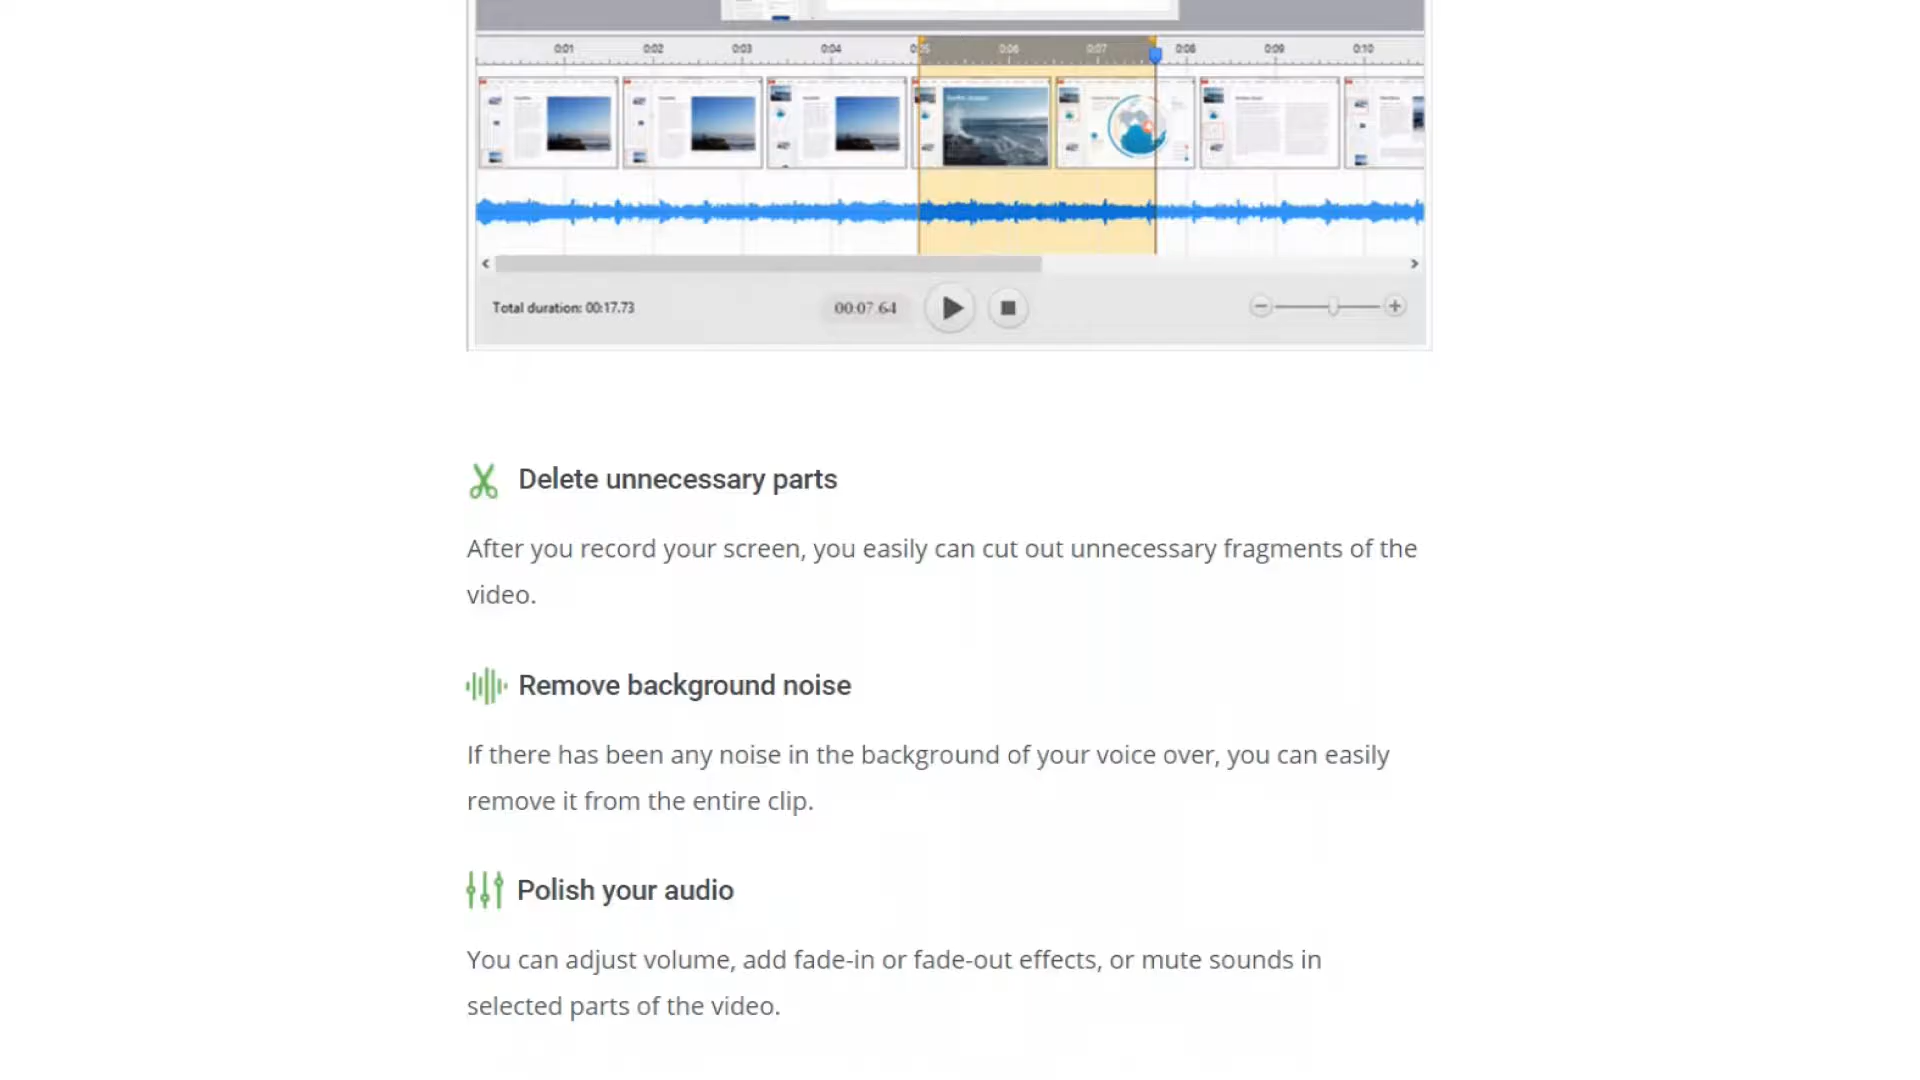 0:01 0:02 0:03 0:04 0:05 0:06 0:07 0:08 0:09 0:10
Total duration: 00:17.73 00:07.64
Delete unnecessary parts
After you record your screen, you easily can cut out unnecessary fragments of the
video.
Remove background noise
If there has been any noise in the background of your voice over, you can easily
remove it from the entire clip.
Polish your audio
You can adjust volume, add fade-in or fade-out effects, or mute sounds in
selected parts of the video.